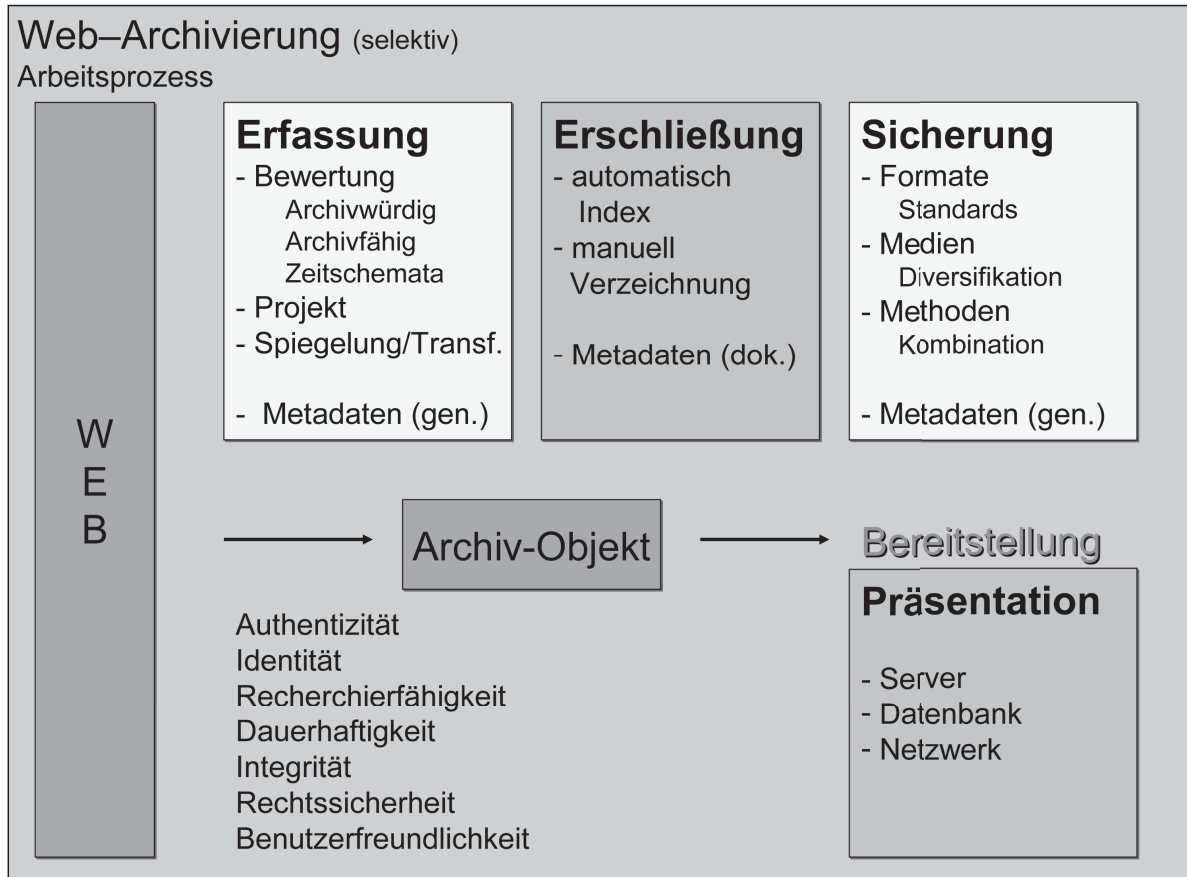 Web–Archivierung (selektiv)
Arbeitsprozess
W
E
B
Erfassung
- Bewertung
Archivwürdig
Archivfähig
Zeitschemata
- Projekt
- Spiegelung/Transf.
- Metadaten (gen.)
Erschließung
- automatisch
Index
- manuell
Verzeichnung
- Metadaten (dok.)
Sicherung
- Formate
Standards
- Medien
Diversifikation
- Methoden
Kombination
- Metadaten (gen.)
Archiv-Objekt
Bereitstellung
Authentizität
Identität
Recherchierfähigkeit
Dauerhaftigkeit
Integrität
Rechtssicherheit
Benutzerfreundlichkeit
Präsentation
- Server
- Datenbank
- Netzwerk